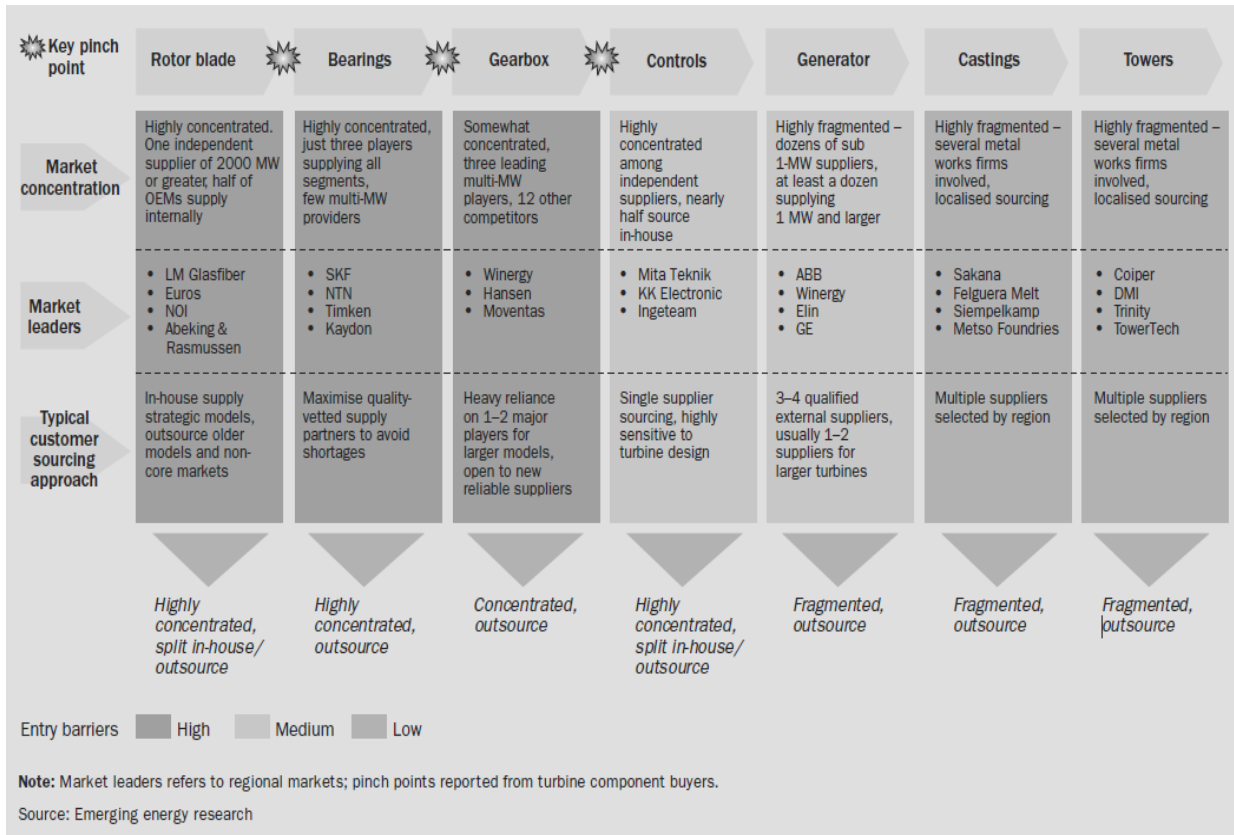 Key pinch
point
Rotor blade
Bearings
Gearbox
Controls
Generator
Castings
Towers
Market
concentration
Highly concentrated.
One independent
supplier of 2000 MW
or greater, half of
OEMs supply
internally
Highly concentrated,
just three players
supplying all
segments,
few multi-MW
providers
Somewhat
concentrated,
three leading
multi-MW
players, 12 other
competitors
Highly
concentrated
among
independent
suppliers, nearly
half source
in-house
Highly fragmented –
dozens of sub
1-MW suppliers,
at least a dozen
supplying
1 MW and larger
Highly fragmented –
several metal
works firms
involved,
localised sourcing
Highly fragmented –
several metal
works firms
involved,
localised sourcing
Market
leaders
• LM Glasfiber
• Euros
• NOI
• Abeking &
Rasmussen
• SKF
• NTN
• Timken
• Kaydon
• Winergy
• Hansen
• Moventas
• Mita Teknik
• KK Electronic
• Ingeteam
• ABB
• Winergy
• Elin
• GE
• Sakana
• Felguera Melt
• Siempelkamp
• Metso Foundries
• Coiper
• DMI
• Trinity
• TowerTech
Typical
customer
sourcing
approach
In-house supply
strategic models,
outsource older
models and non-
core markets
Maximise quality-
vetted supply
partners to avoid
shortages
Heavy reliance
on 1–2 major
players for
larger models,
open to new
reliable suppliers
Single supplier
sourcing, highly
sensitive to
turbine design
3–4 qualified
external suppliers,
usually 1–2
suppliers for
larger turbines
Multiple suppliers
selected by region
Multiple suppliers
selected by region
Highly
concentrated,
split in-house/
outsource
Highly
concentrated,
outsource
Concentrated,
outsource
Highly
concentrated,
split in-house/
outsource
Fragmented,
outsource
Fragmented,
outsource
Fragmented,
outsource
Entry barriers High Medium Low
Note: Market leaders refers to regional markets; pinch points reported from turbine component buyers.
Source: Emerging energy research